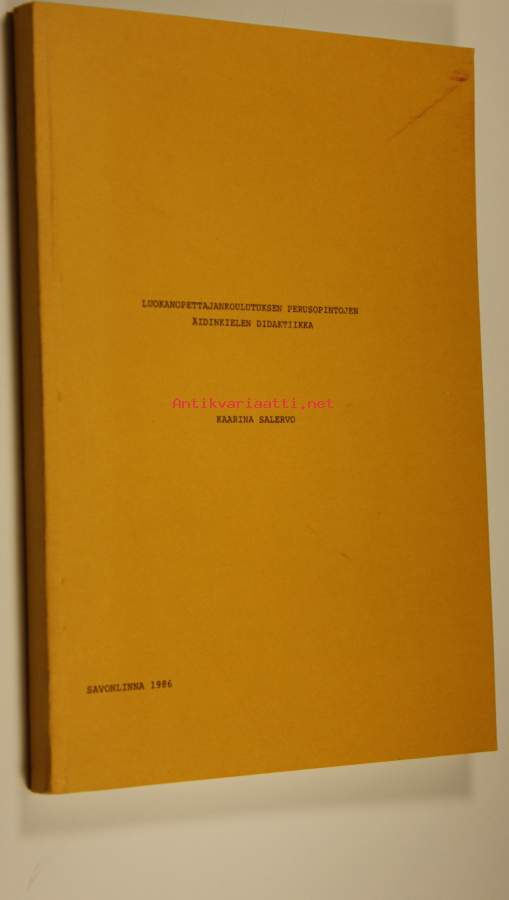 LUOKANOPETTAJANKOULUTUKSEN PERUSOPINTOJEN
ÄIDINKIELEN DIDAKTIIKKA
Antikvariaatti.net
KAARINA SALERVO
SAVONLINNA 1986